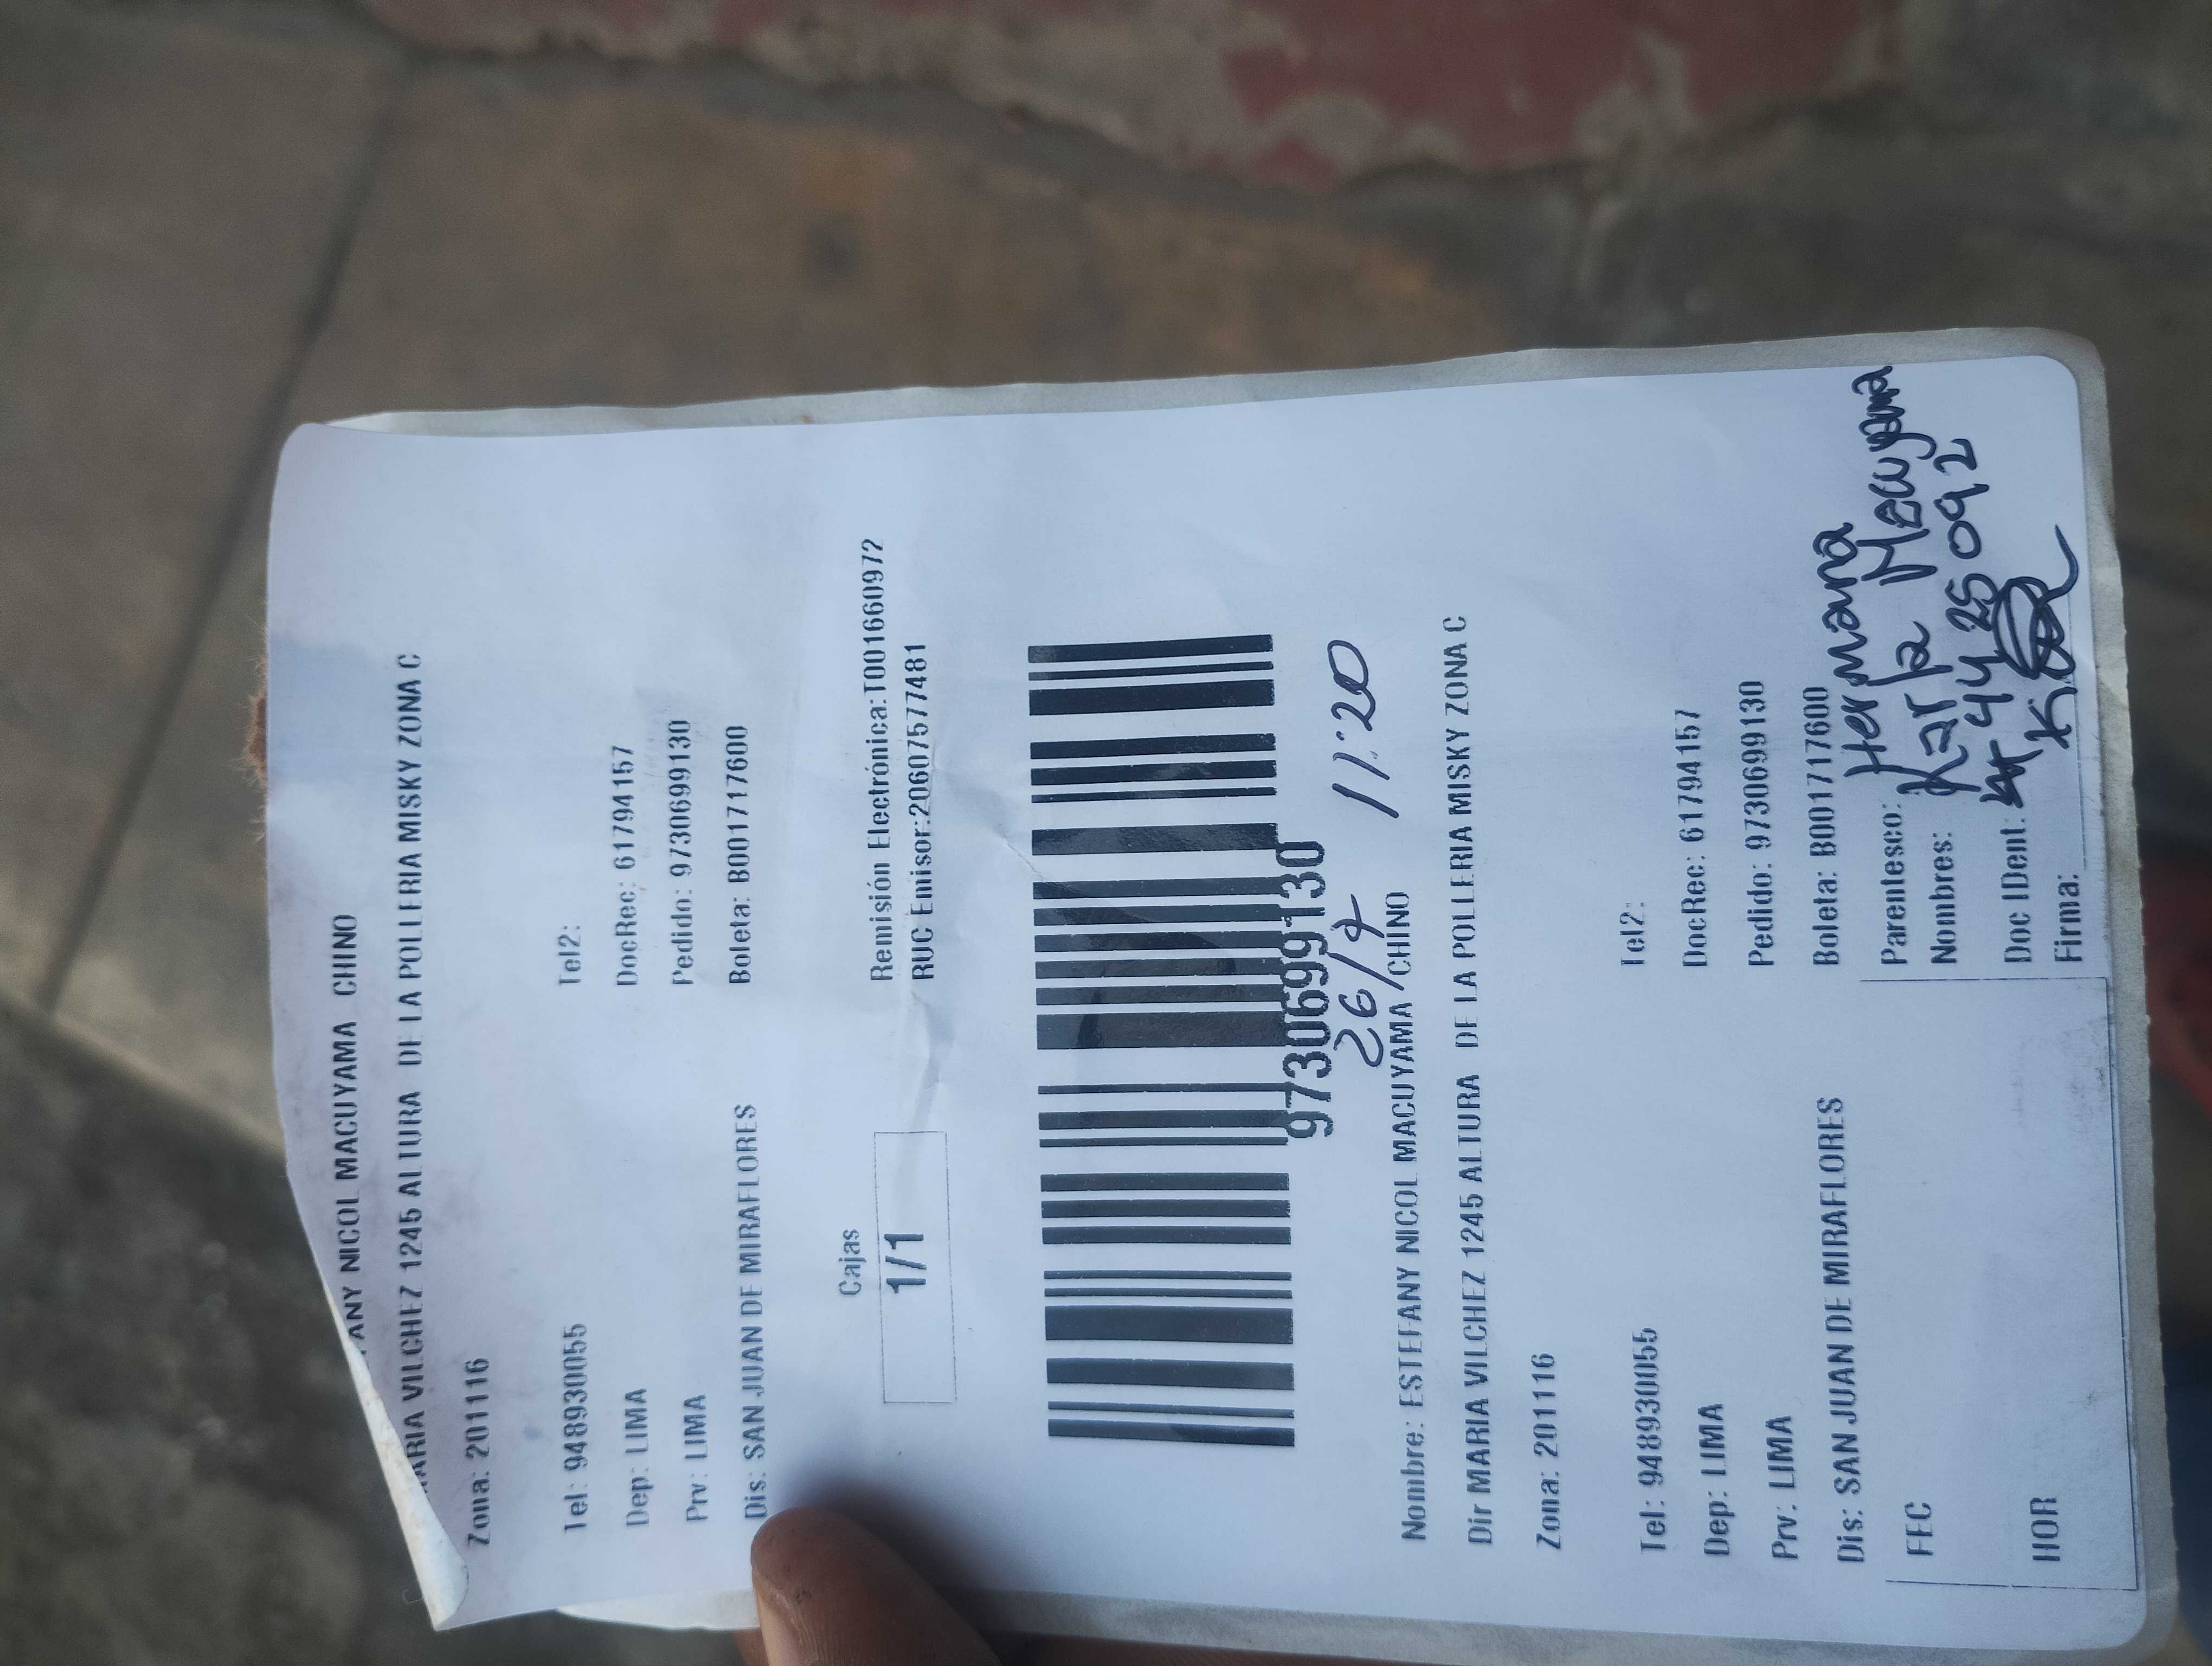 ANY NICOL MACUYAMA CHINO
MARIA VILCHEZ 1245 ALTURA DE LA POLLERIA MISKY ZONA C
Zona: 201116
Tel: 948930055 Tel2:
Dep: LIMA DocRec: 61794157
Prv: LIMA Pedido: 97306991​30
Dis: SAN JUAN DE MIRAFLORES Boleta: B001717600
Cajas Remisión Electrónica:T001660972
1/1 RUC Emisor:20607577481
9730699130
26/7 11:20
Nombre: ESTEFANY NICOL MACUYAMA CHINO
Dir MARIA VILCHEZ 1245 ALTURA DE LA POLLERIA MISKY ZONA C
Zona: 201116
Tel: 948930055 Tel2:
Dep: LIMA DocRec: 61794157
Prv: LIMA Pedido: 9730699130
Dis: SAN JUAN DE MIRAFLORES Boleta: B001717600
FEC Parentesco: Hermana
Nombres: Karla Macuyama
HOR Doc IDent: 4425092
Firma: